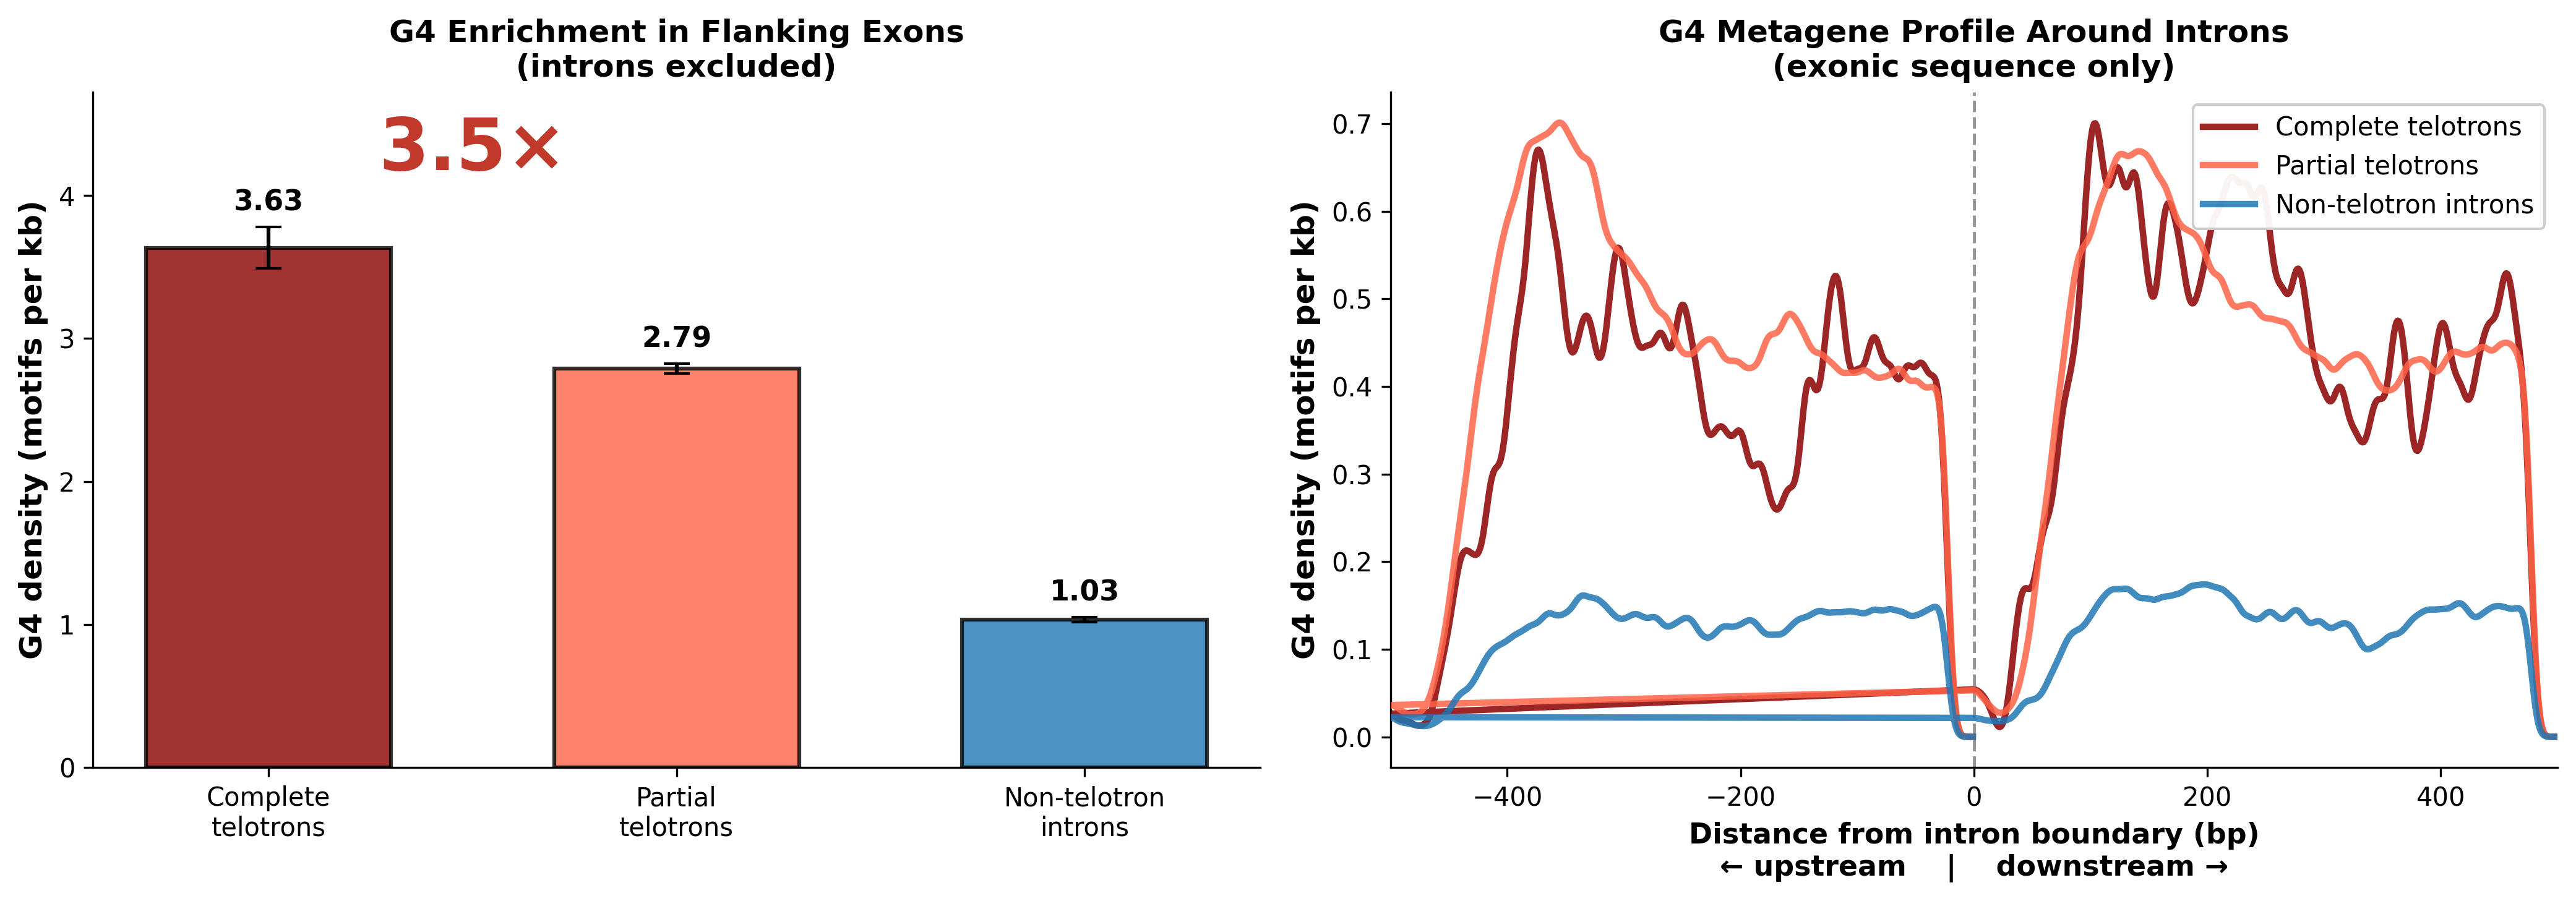 G4 Enrichment in Flanking Exons
(introns excluded)
3.5×
3.63
2.79
1.03
G4 density (motifs per kb)
4
3
2
1
0
Complete
telotrons
Partial
telotrons
Non-telotron
introns
G4 Metagene Profile Around Introns
(exonic sequence only)
Complete telotrons
Partial telotrons
Non-telotron introns
G4 density (motifs per kb)
0.7
0.6
0.5
0.4
0.3
0.2
0.1
0.0
−400
−200
0
200
400
Distance from intron boundary (bp)
← upstream | downstream →